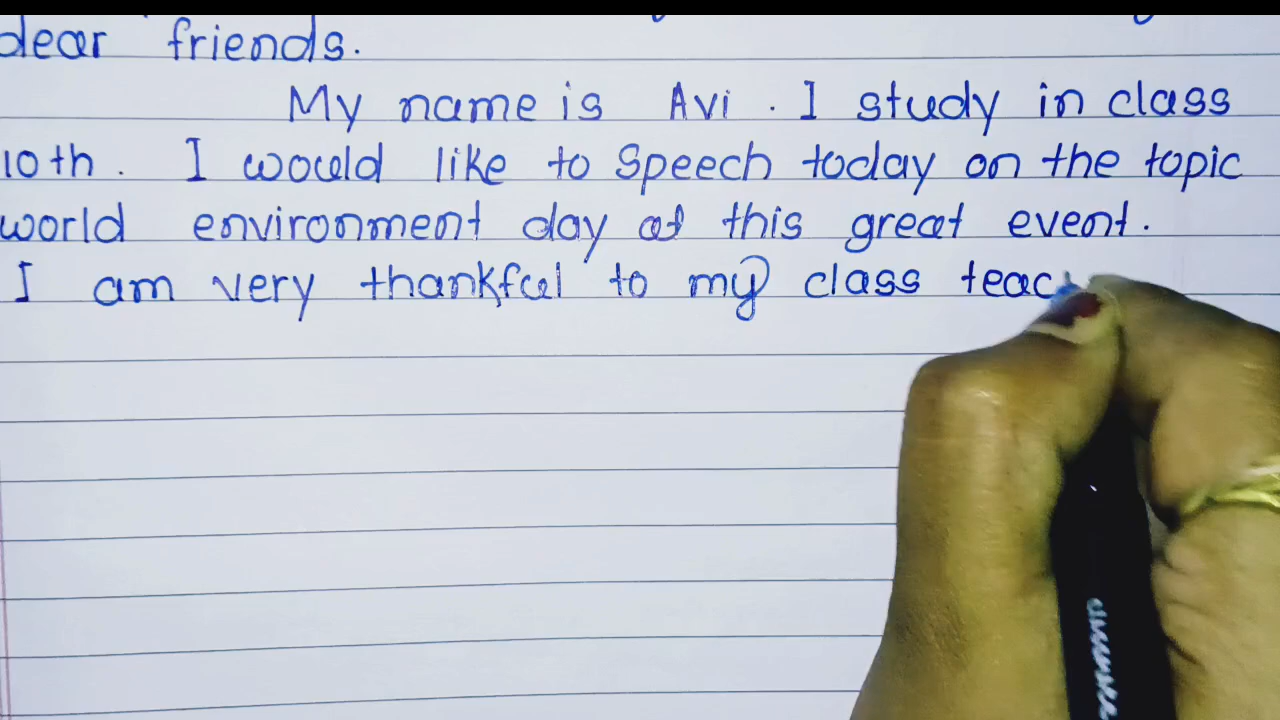 dear friends.
My name is Avi. I study in class
10th. I would like to speech today on the topic
world environment day at this great event.
I am very thankful to my class teac